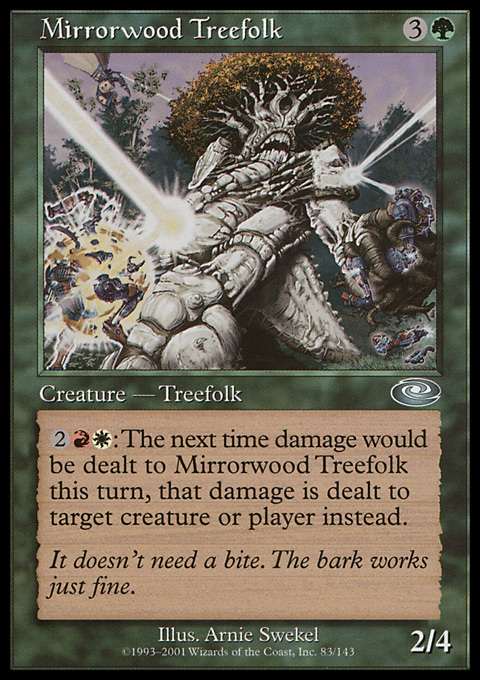 Mirrorwood Treefolk 3
Creature — Treefolk
2 : The next time damage would
be dealt to Mirrorwood Treefolk
this turn, that damage is dealt to
target creature or player instead.
It doesn't need a bite. The bark works
just fine.
Illus. Arnie Swekel
2/4
©1993–2001 Wizards of the Coast, Inc. 83/143